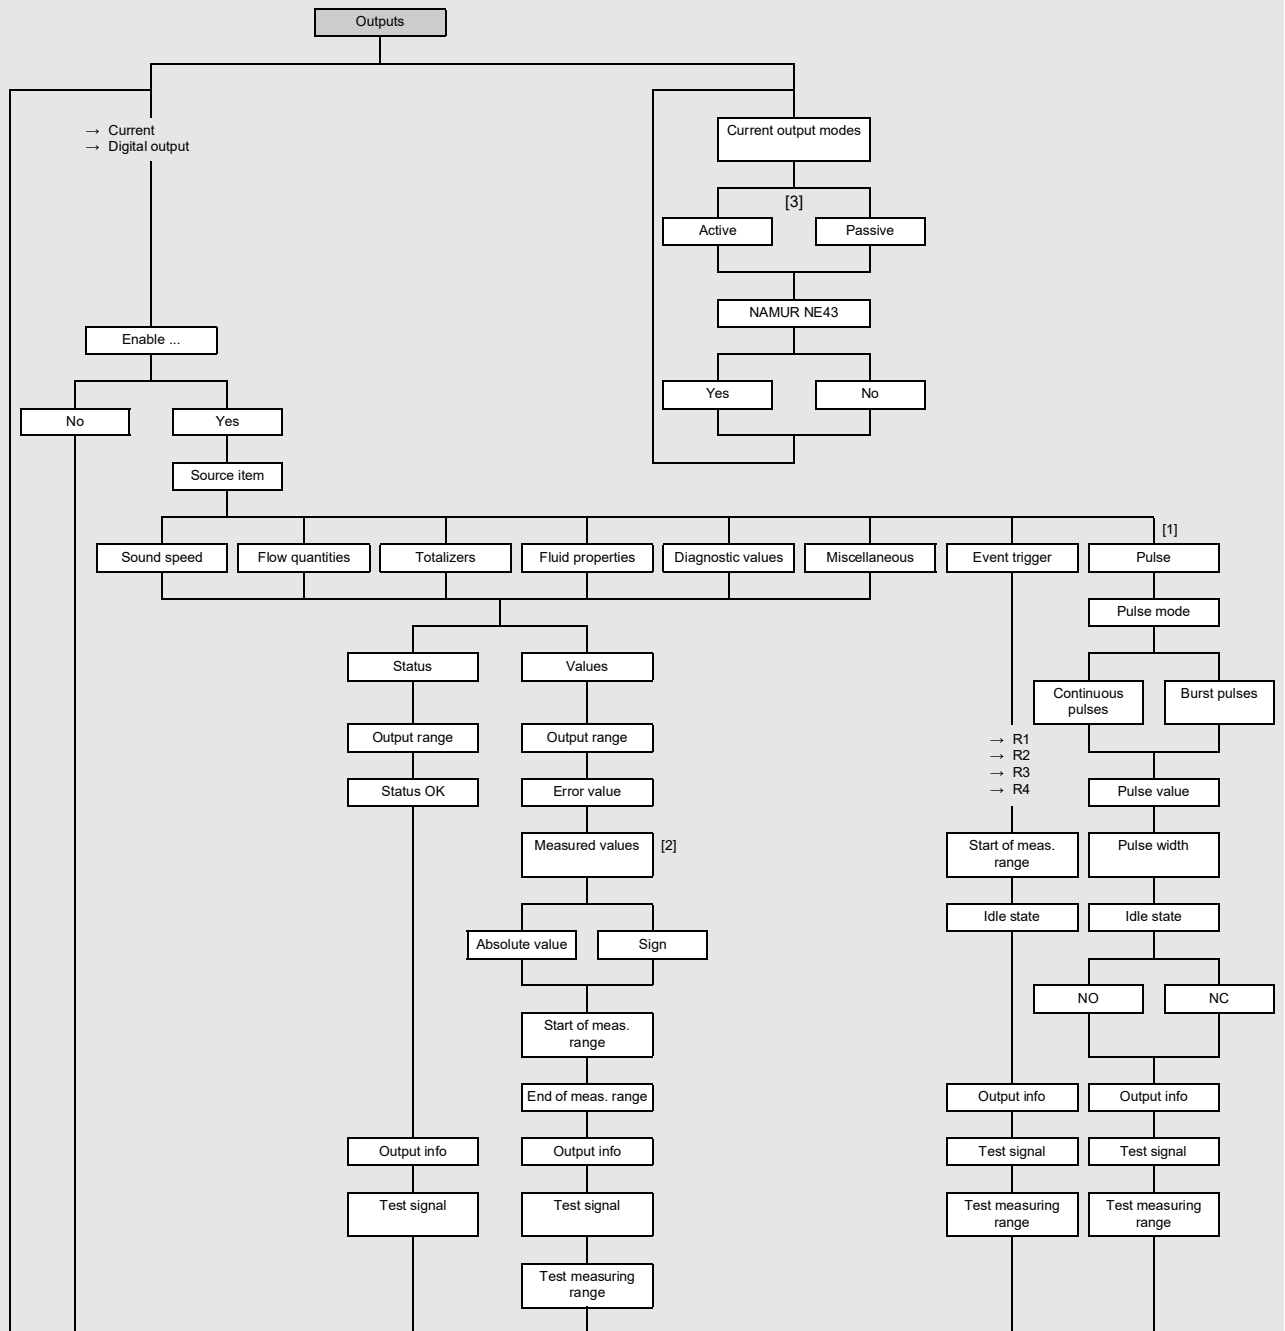 Outputs
→ Current
→ Digital output
Current output modes
[3]
Active
Passive
NAMUR NE43
Enable ...
Yes
No
No
Yes
Source item
[1]
Sound speed
Flow quantities
Totalizers
Fluid properties
Diagnostic values
Miscellaneous
Event trigger
Pulse
Pulse mode
Status
Values
Continuous
pulses
Burst pulses
Output range
Output range
→ R1
→ R2
→ R3
→ R4
Status OK
Error value
Pulse value
Measured values
[2]
Start of meas.
range
Pulse width
Idle state
Idle state
Absolute value
Sign
NO
NC
Start of meas.
range
End of meas. range
Output info
Output info
Output info
Output info
Test signal
Test signal
Test signal
Test signal
Test measuring
range
Test measuring
range
Test measuring
range